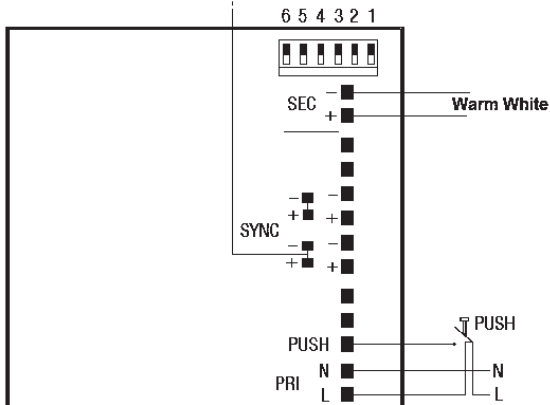 6 5 4 3 2 1
−
SEC
Warm White
+
− −
+ +
SYNC
− −
+ +
PUSH
PUSH
N N
PRI
L L